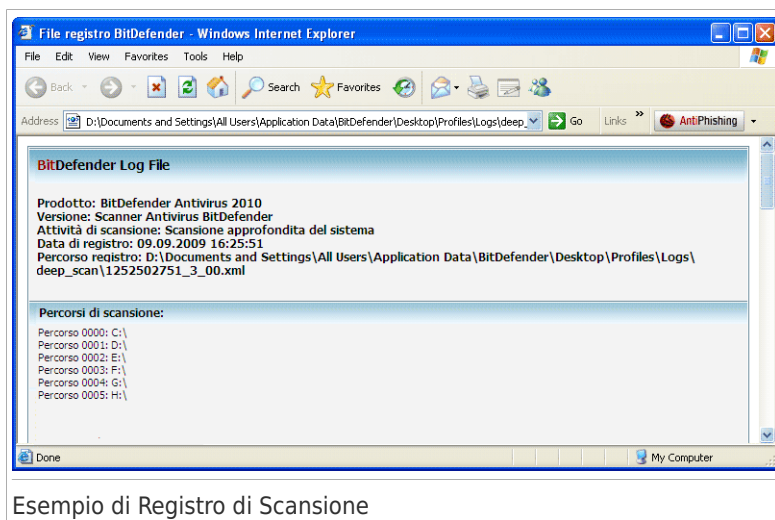 File registro BitDefender - Windows Internet Explorer
File Edit View Favorites Tools Help
Back Search Favorites
Address D:\Documents and Settings\All Users\Application Data\BitDefender\Desktop\Profiles\Logs\deep_ Go Links » AntiPhishing
BitDefender Log File
Prodotto: BitDefender Antivirus 2010
Versione: Scanner Antivirus BitDefender
Attività di scansione: Scansione approfondita del sistema
Data di registro: 09.09.2009 16:25:51
Percorso registro: D:\Documents and Settings\All Users\Application Data\BitDefender\Desktop\Profiles\Logs\
deep_scan\1252502751_3_00.xml
Percorsi di scansione:
Percorso 0000: C:\
Percorso 0001: D:\
Percorso 0002: E:\
Percorso 0003: F:\
Percorso 0004: G:\
Percorso 0005: H:\
Done My Computer
Esempio di Registro di Scansione